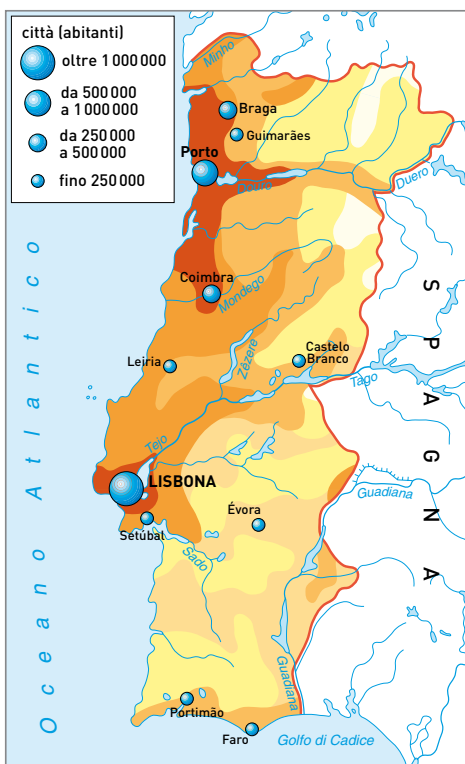 città (abitanti)
oltre 1 000 000
da 500 000
a 1 000 000
da 250 000
a 500 000
fino 250 000
Minho
Braga
Guimarães
Porto
Douro
Duero
Coimbra
Mondego
Oceano Atlantico
SPAGNA
Castelo
Branco
Leiria
Zêzere
Tago
Tejo
LISBONA
Guadiana
Évora
Setúbal
Sado
Guadiana
Portimão
Faro
Golfo di Cadice